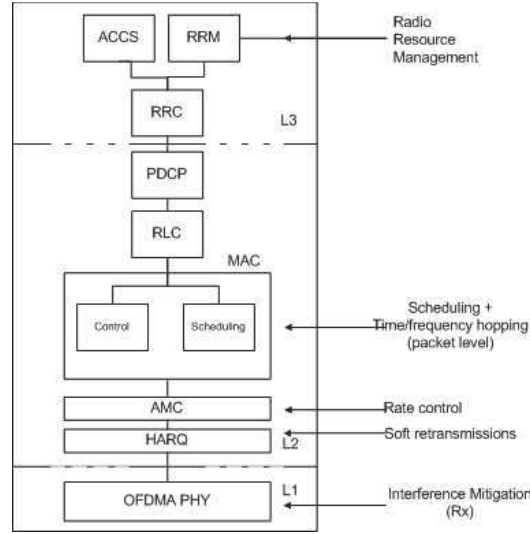 ACCS
RRM
Radio
Resource
Management
RRC
L3
PDCP
RLC
MAC
Control
Scheduling
Scheduling +
Time/frequency hopping
(packet level)
AMC
Rate control
HARQ
L2
Soft retransmissions
L1
OFDMA PHY
Interference Mitigation
(Rx)